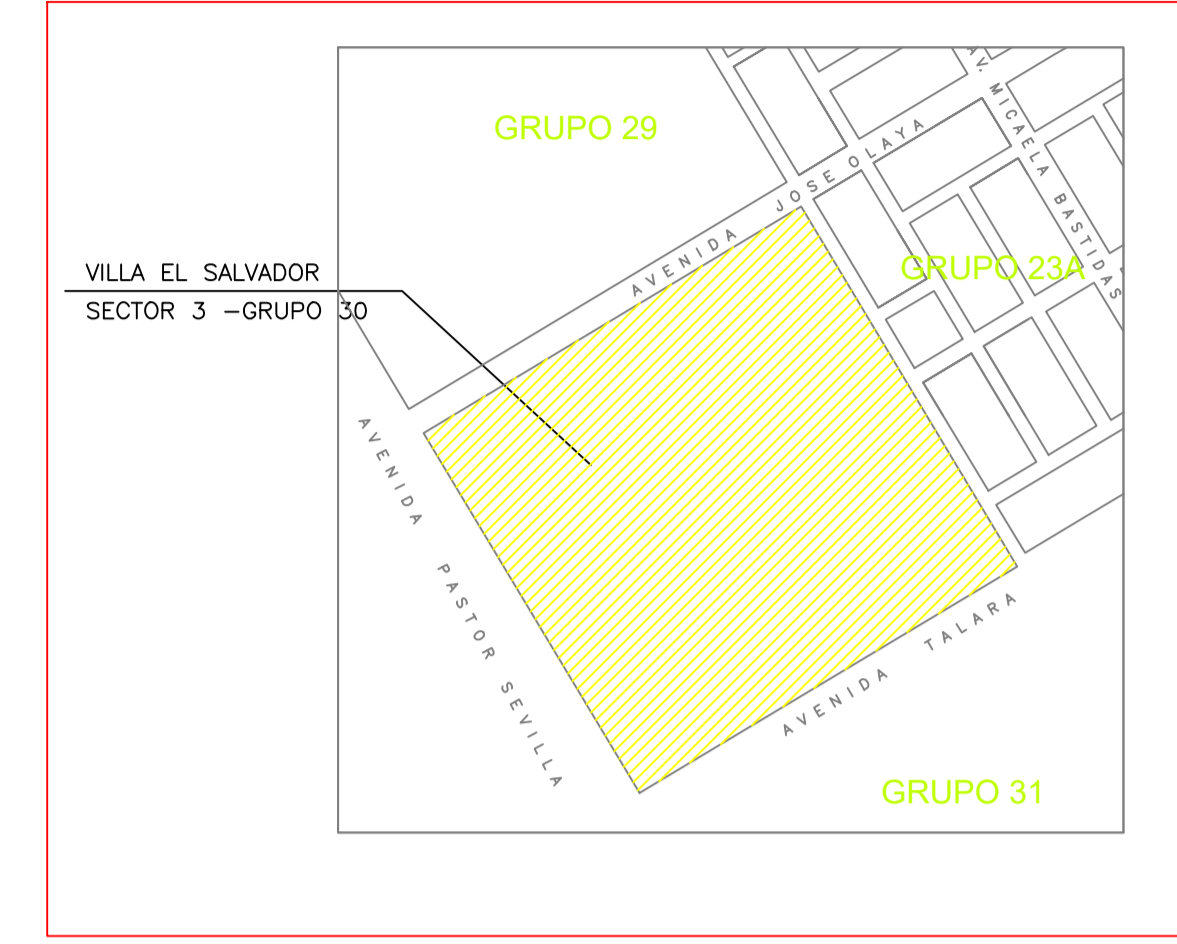 AV. MICAELA BASTIDAS
GRUPO 29
AVENIDA JOSE OLAYA
GRUPO 23A
VILLA EL SALVADOR
SECTOR 3 –GRUPO 30
AVENIDA PASTOR SEVILLA
AVENIDA TALARA
GRUPO 31